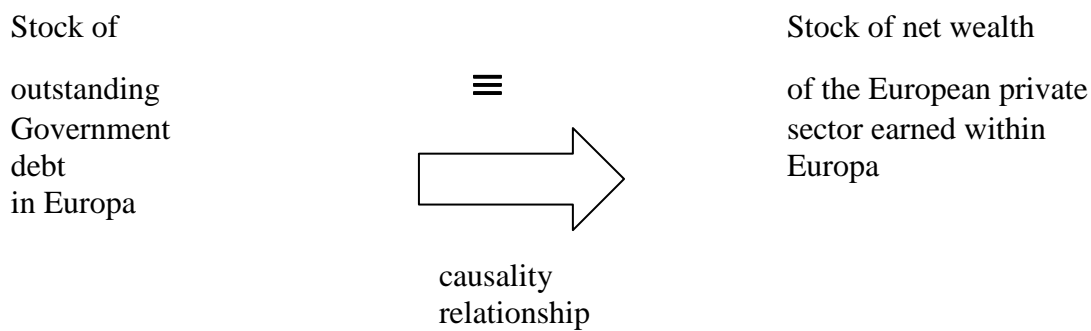 Stock of
outstanding
Government
debt
in Europa
≡
causality
relationship
Stock of net wealth
of the European private
sector earned within
Europa